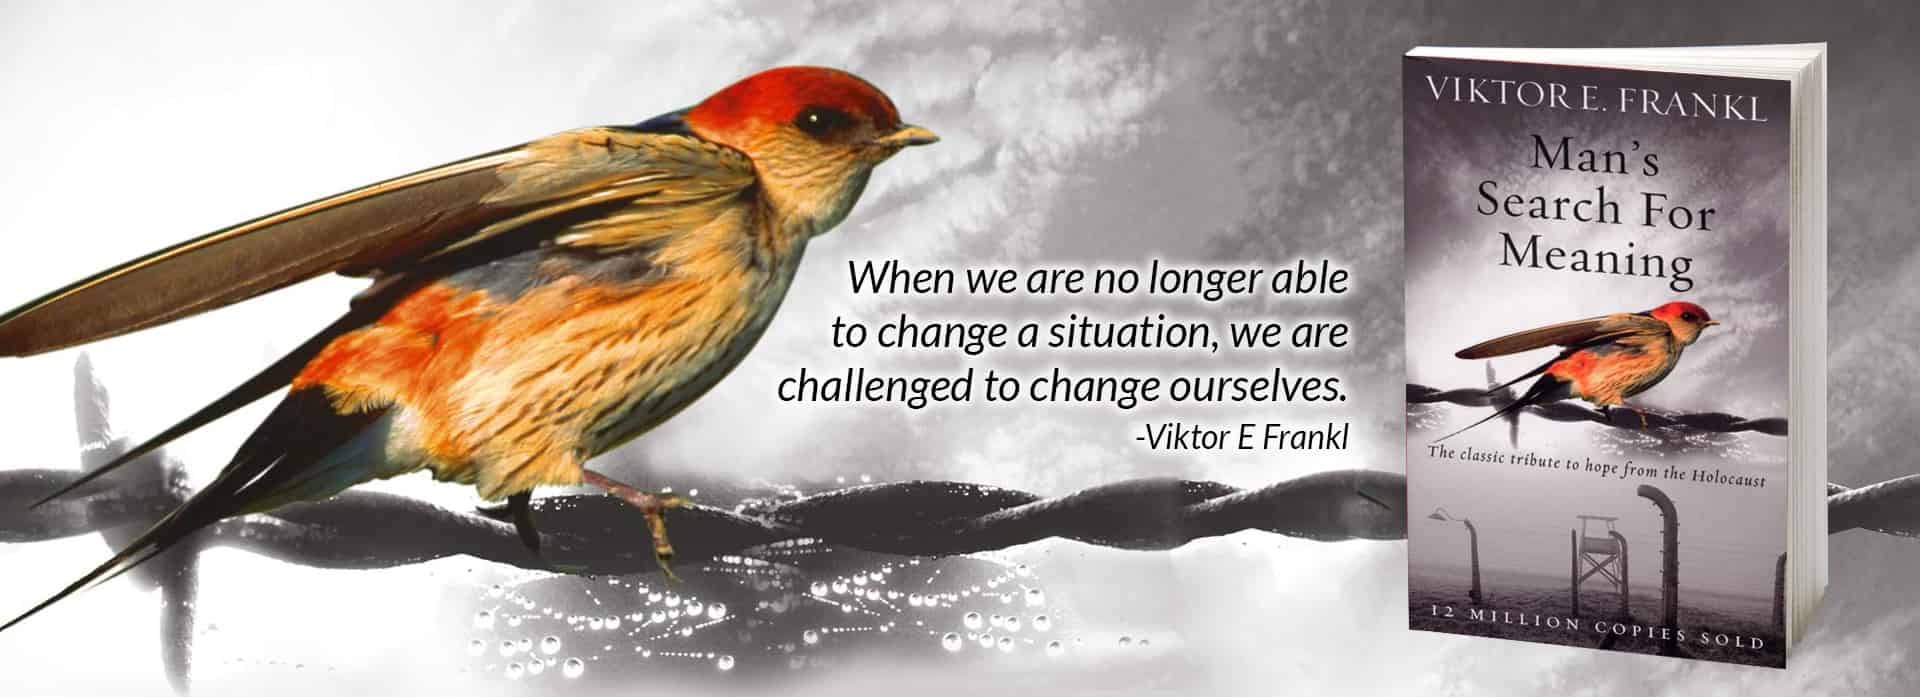 When we are no longer able
to change a situation, we are
challenged to change ourselves.
-Viktor E Frankl
VIKTOR E. FRANKL
Man's
Search For
Meaning
The classic tribute to hope from the Holocaust
12 MILLION COPIES SOLD